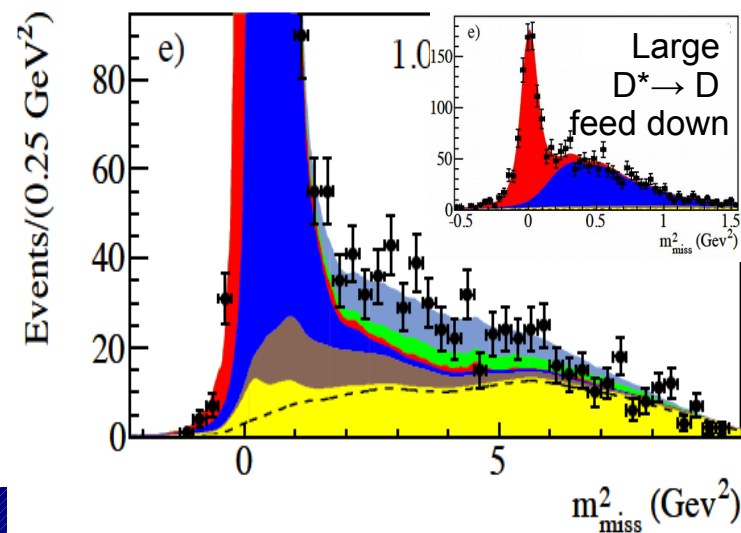 e)
1.0
80
60
40
20
0
Events/(0.25 GeV²)
0
5
m²miss (GeV²)
e)
Large
D*→ D
feed down
150
100
50
0
-0.5
0
0.5
1
1.5
m²miss (GeV²)